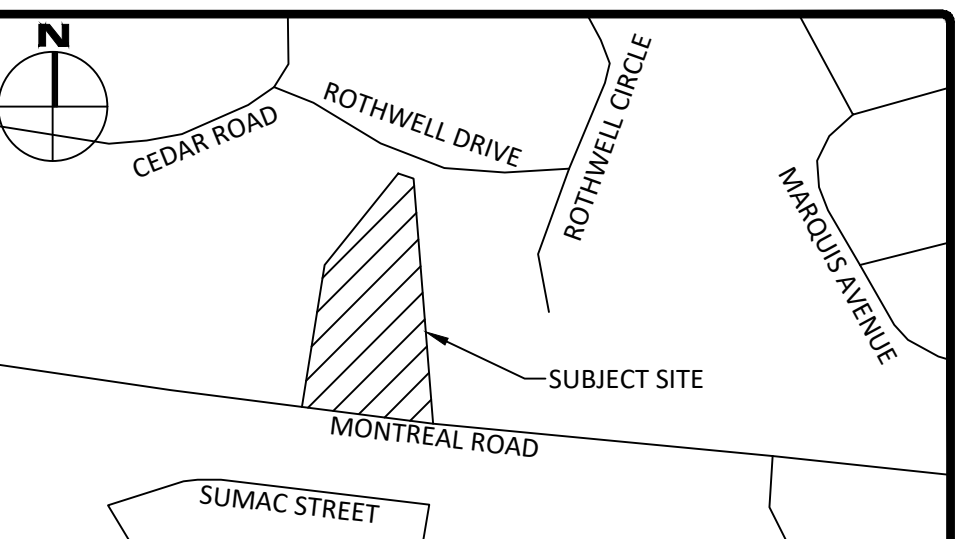 N
CEDAR ROAD
ROTHWELL DRIVE
ROTHWELL CIRCLE
MARQUIS AVENUE
SUBJECT SITE
MONTREAL ROAD
SUMAC STREET